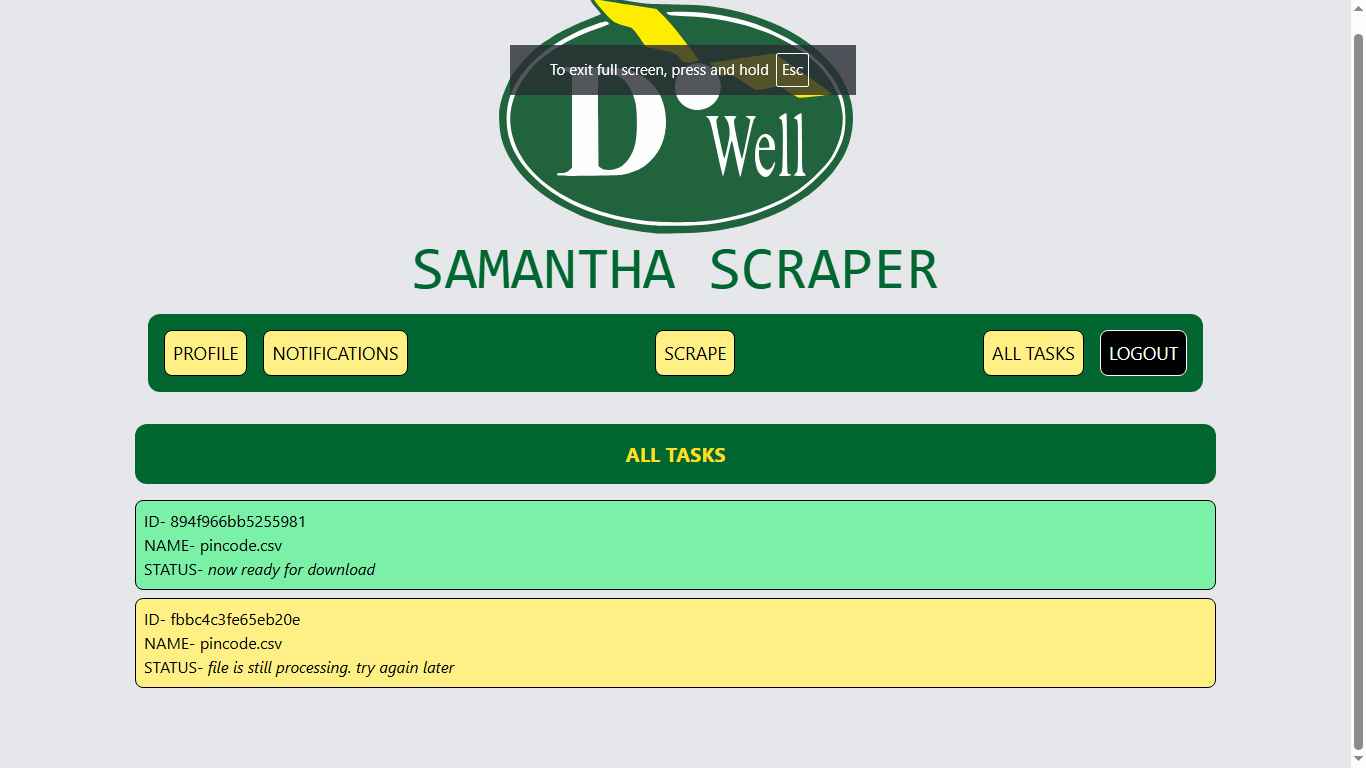 To exit full screen, press and hold Esc
D Well
SAMANTHA SCRAPER
PROFILE NOTIFICATIONS SCRAPE ALL TASKS LOGOUT
ALL TASKS
ID- 894f966bb5255981
NAME- pincode.csv
STATUS- now ready for download
ID- fbbc4c3fe65eb20e
NAME- pincode.csv
STATUS- file is still processing. try again later